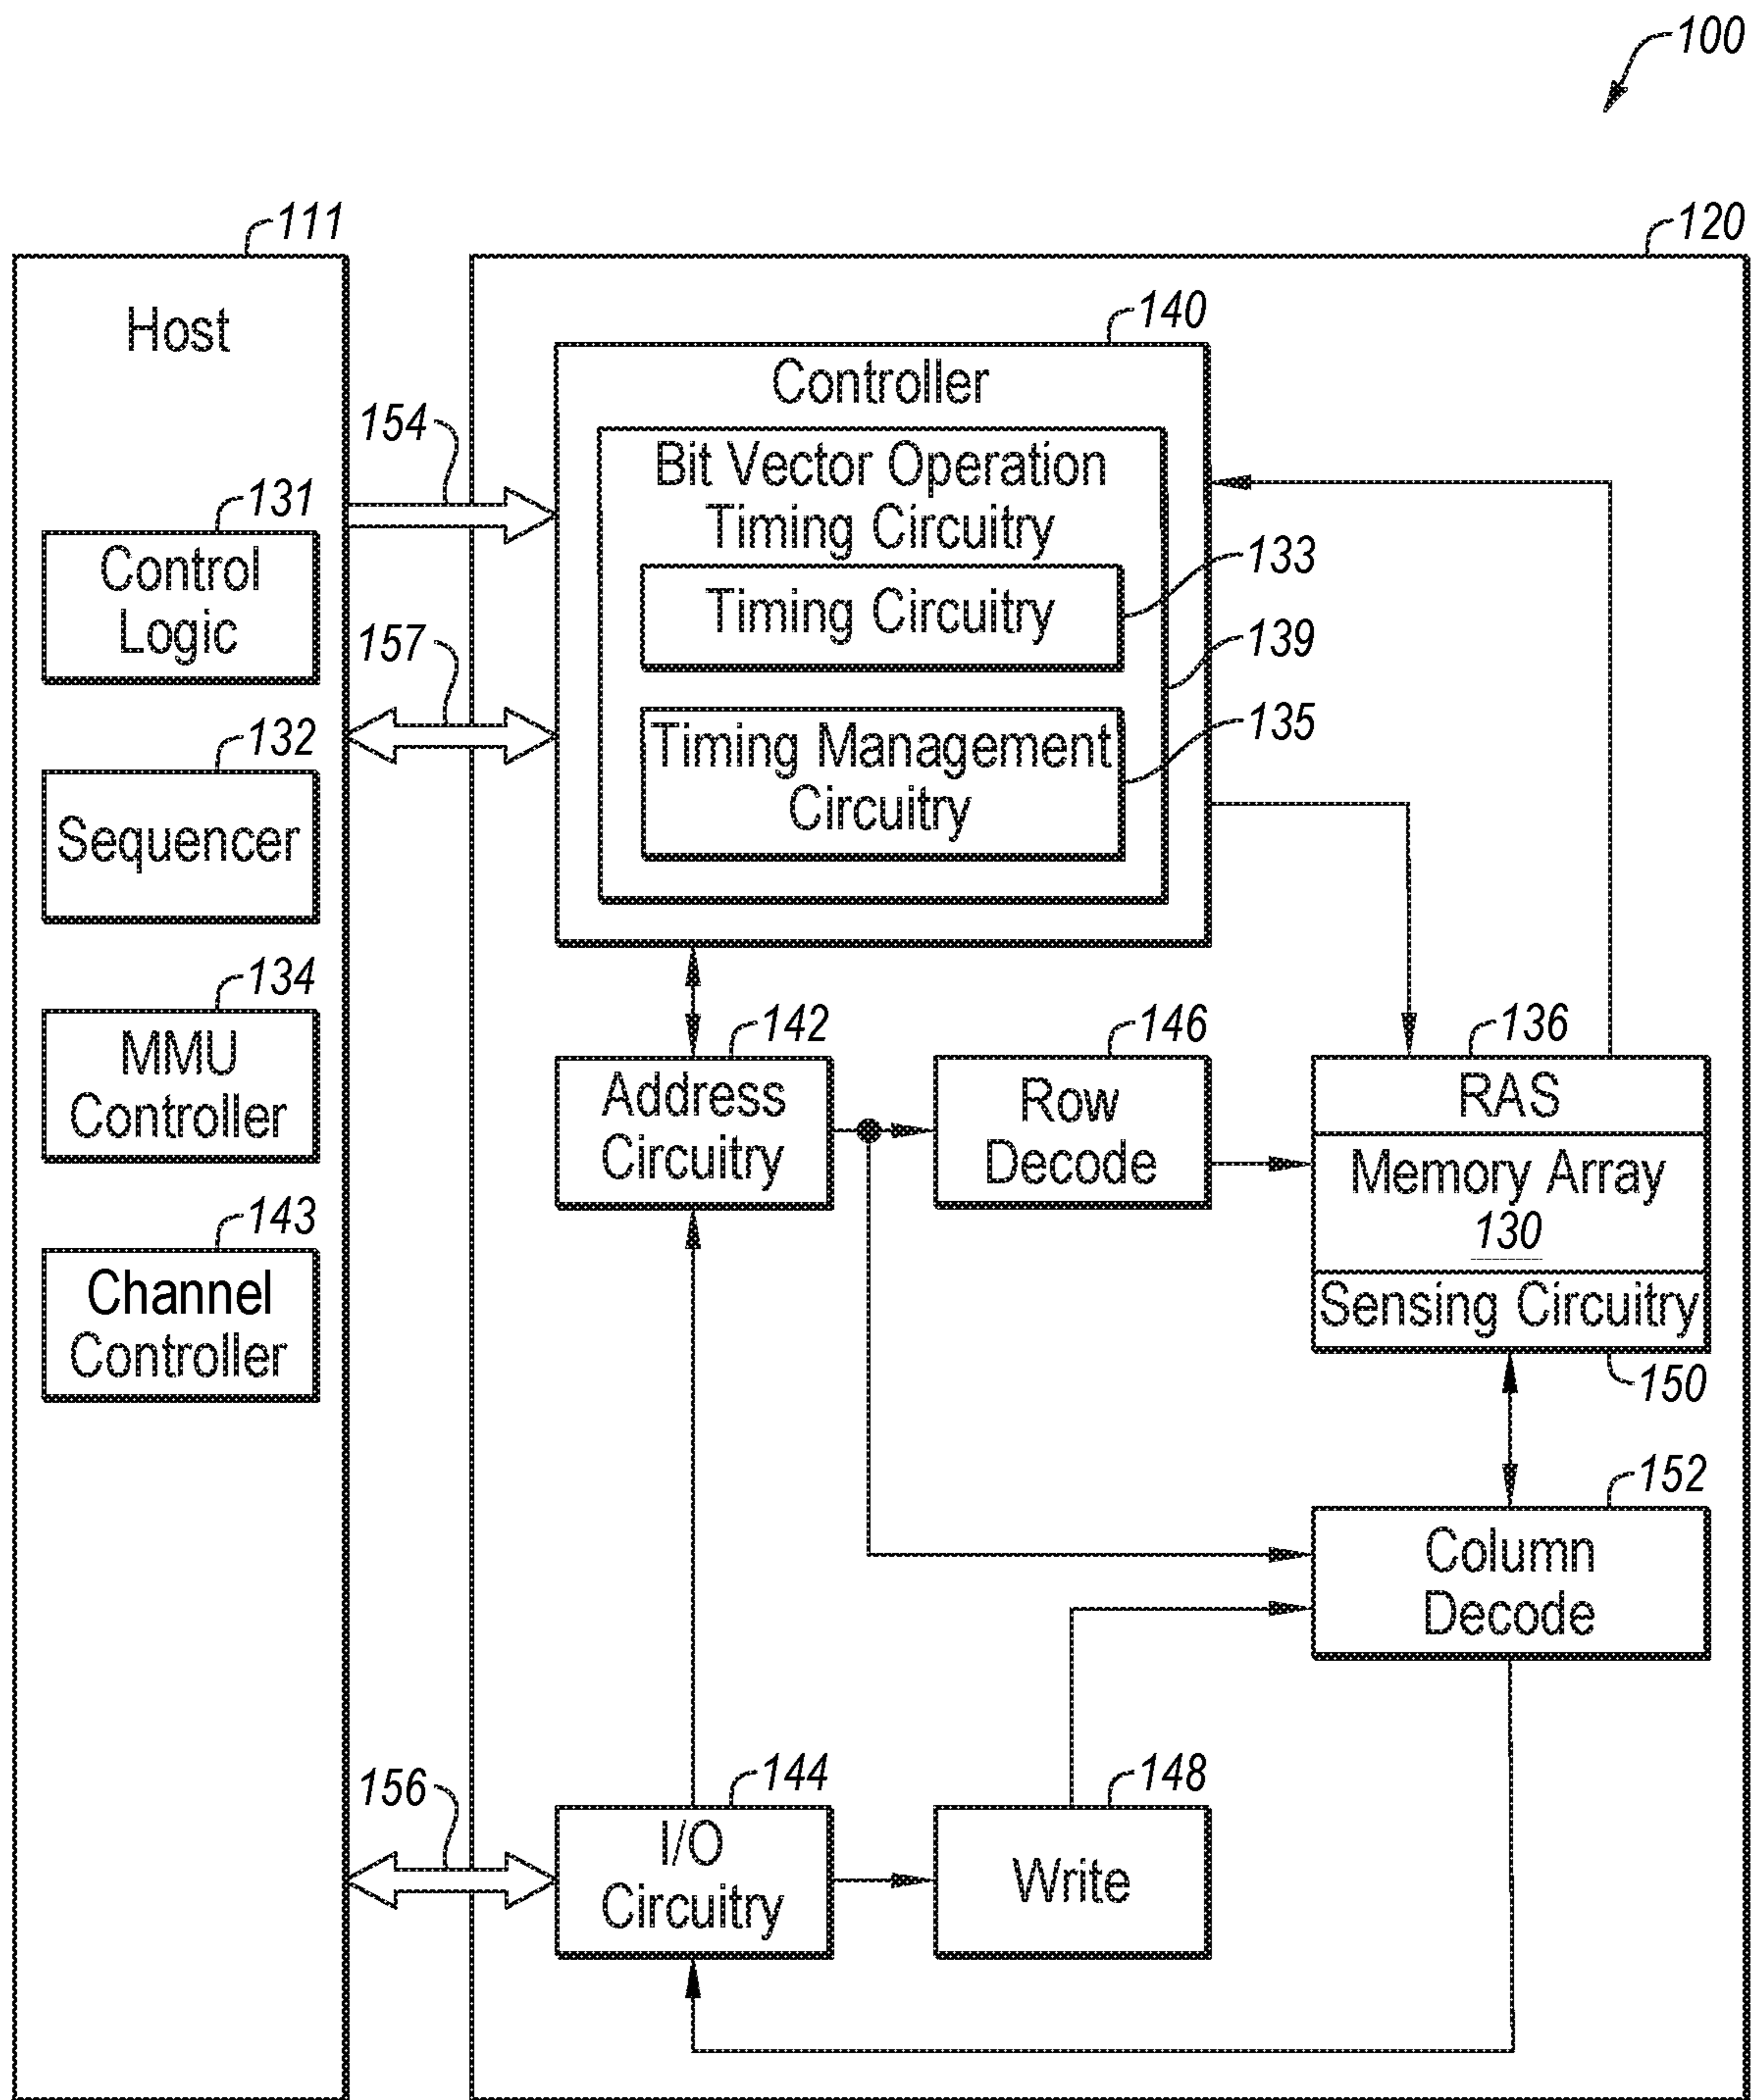 100
111
120
Host
140
Controller
154
Bit Vector Operation
Timing Circuitry
131
Control
Logic
133
Timing Circuitry
157
139
132
Sequencer
135
Timing Management
Circuitry
134
MMU
Controller
142
Address
Circuitry
146
Row
Decode
136
RAS
Memory Array
130
Sensing Circuitry
150
143
Channel
Controller
152
Column
Decode
156
144
I/O
Circuitry
148
Write